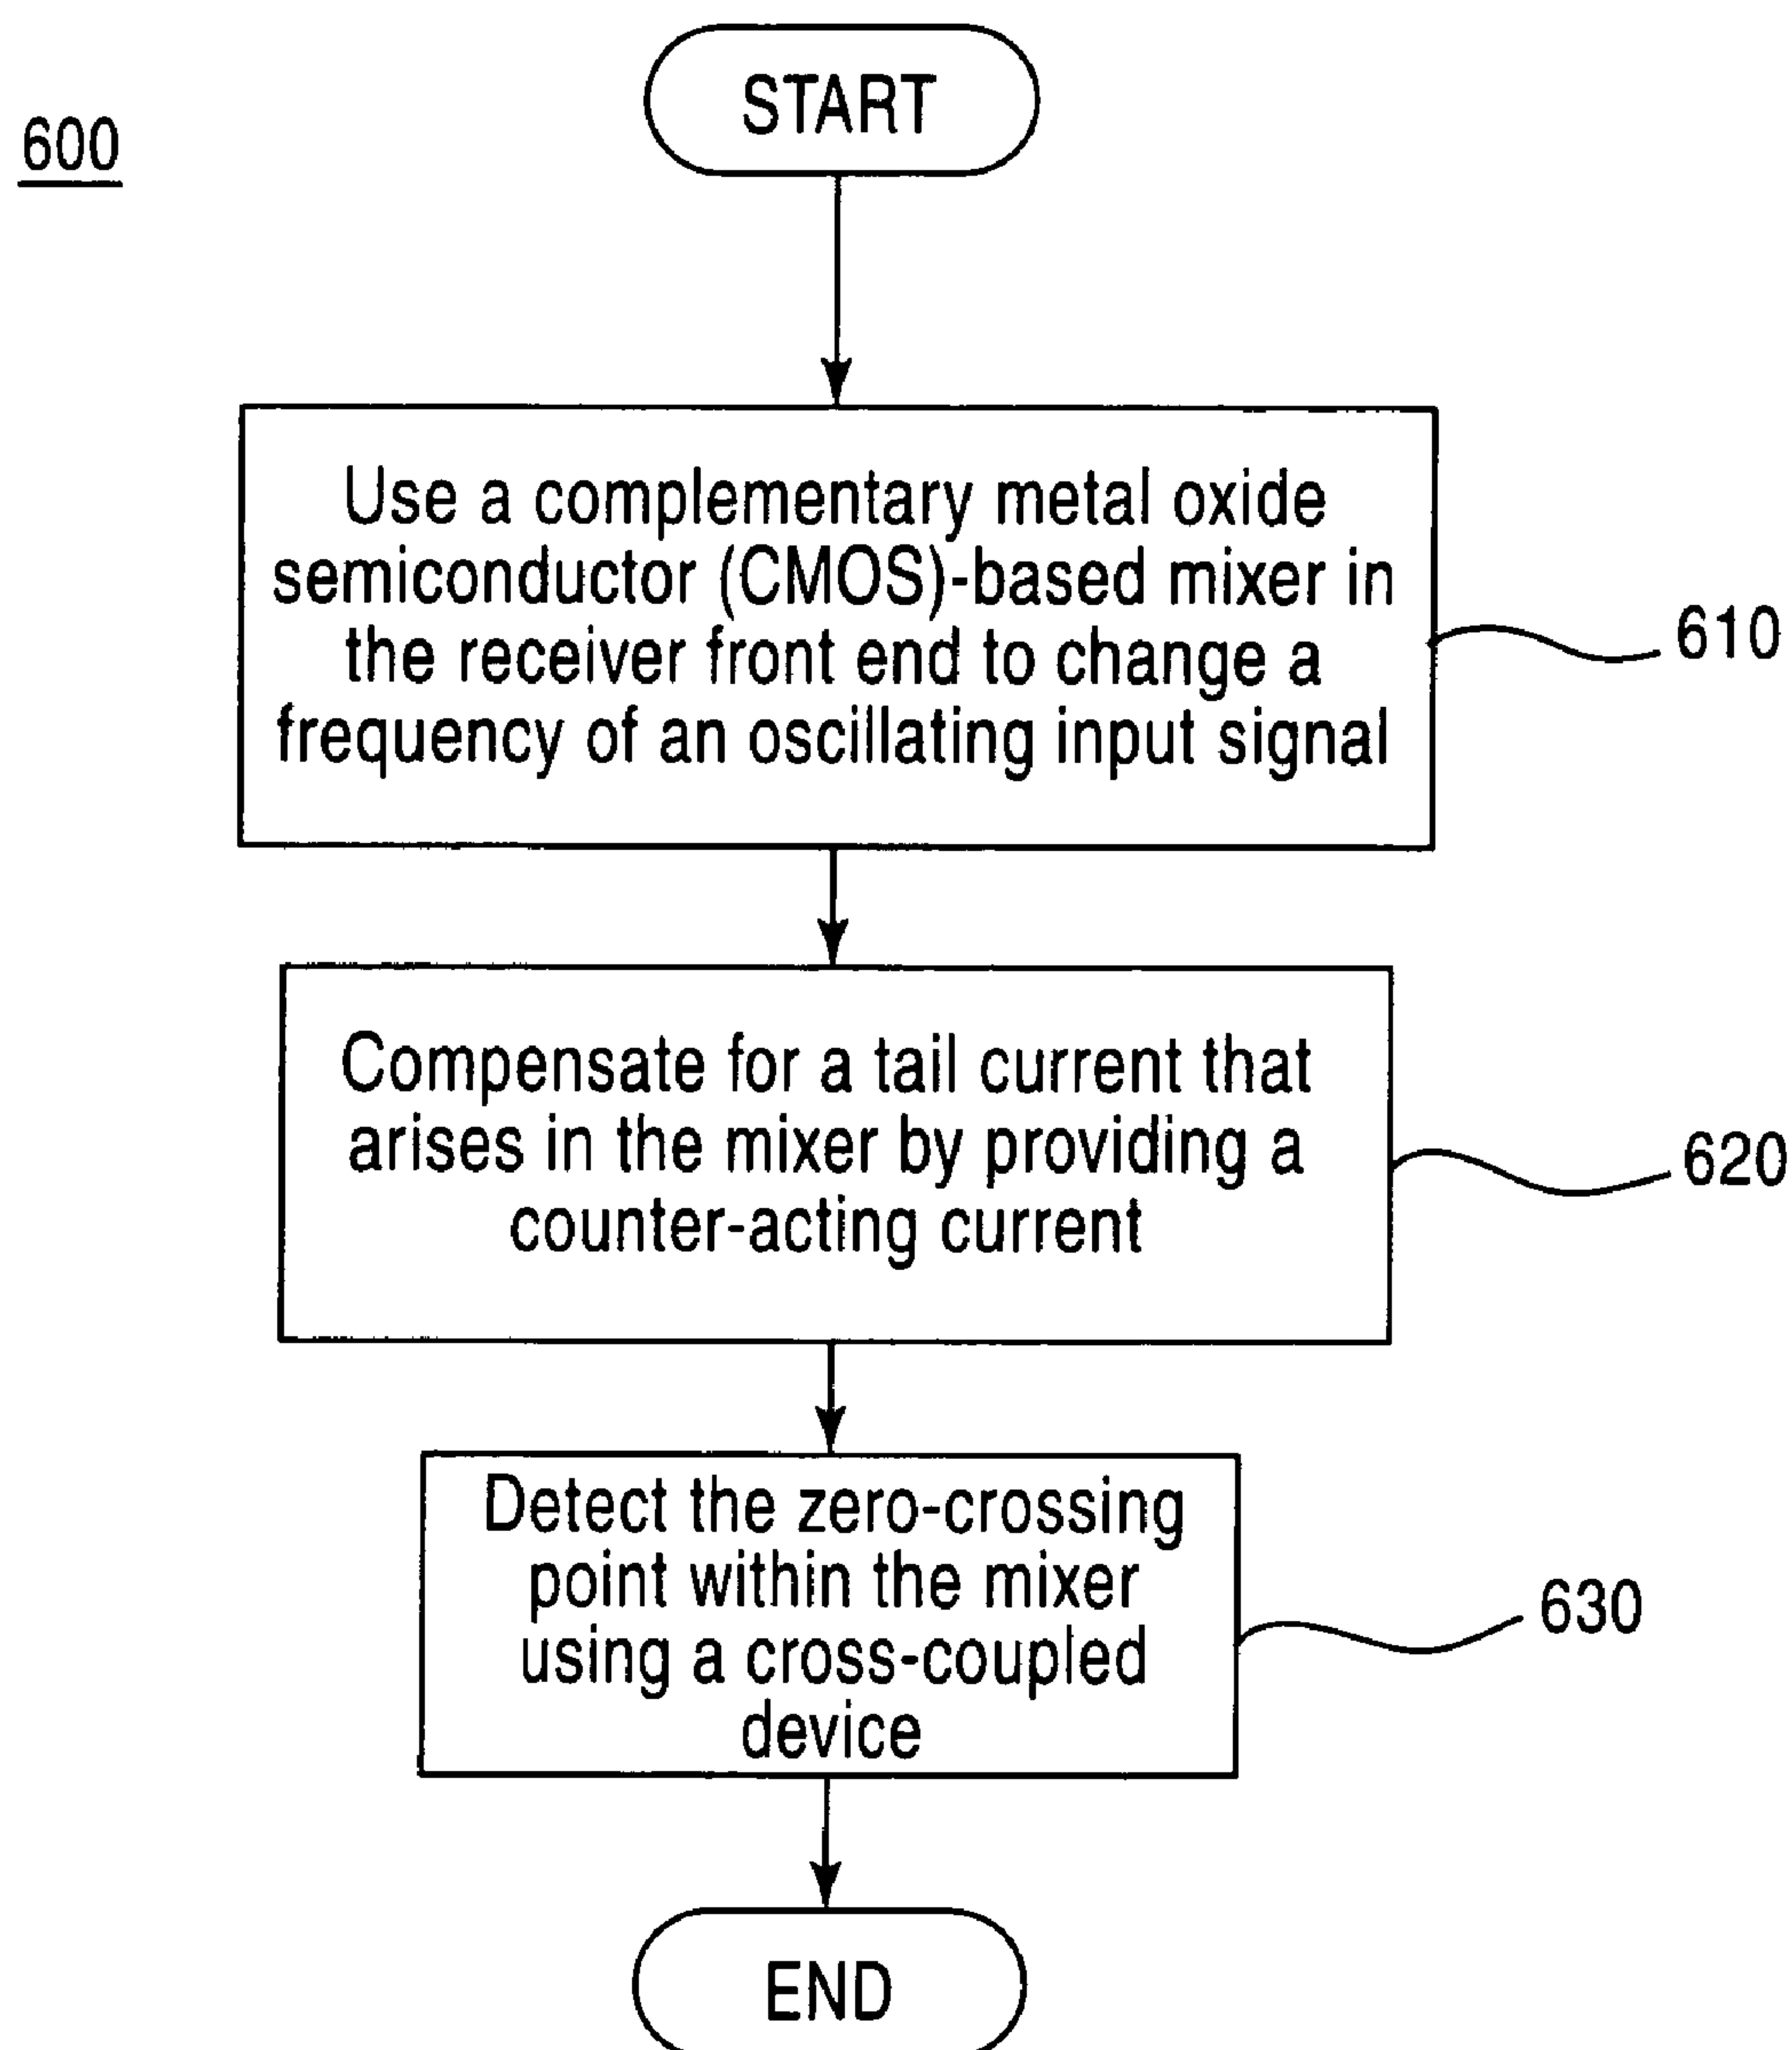 START
600
Use a complementary metal oxide
semiconductor (CMOS)-based mixer in
the receiver front end to change a
frequency of an oscillating input signal
610
Compensate for a tail current that
arises in the mixer by providing a
counter-acting current
620
Detect the zero-crossing
point within the mixer
using a cross-coupled
device
630
END